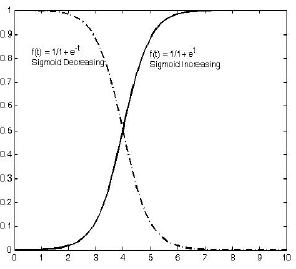 1
0.9
0.8
0.7
0.6
0.5
0.4
0.3
0.2
0.1
0
f(t) = 1/1+ e-t
Sigmoid Decreasing
f(t) = 1/1+ et
Sigmoid Increasing
0 1 2 3 4 5 6 7 8 9 10